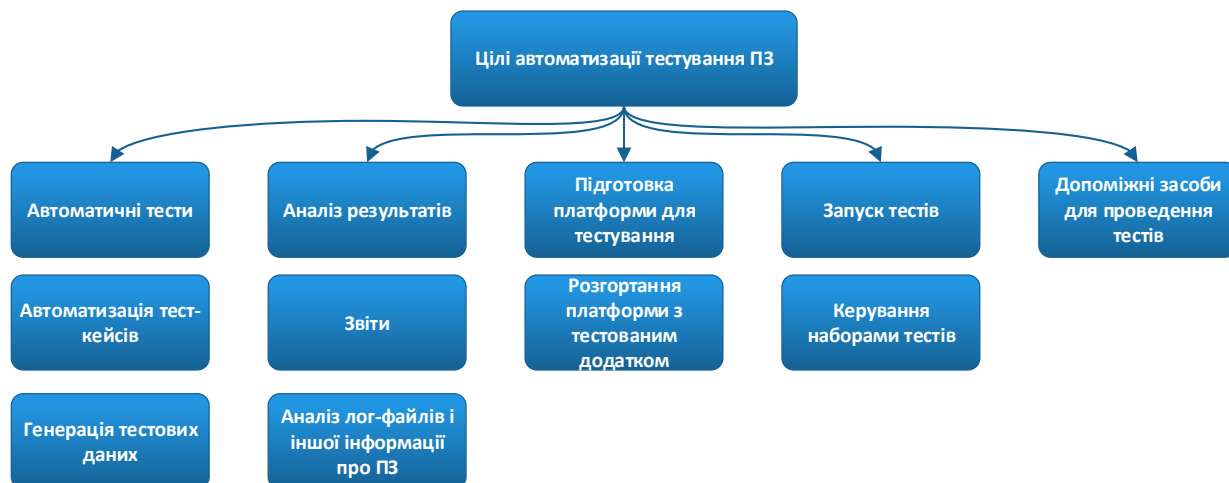 Цілі автоматизації тестування ПЗ
Автоматичні тести
Аналіз результатів
Підготовка
платформи для
тестування
Запуск тестів
Допоміжні засоби
для проведення
тестів
Автоматизація тест-
кейсів
Звіти
Розгортання
платформи з
тестованим
додатком
Керування
наборами тестів
Генерація тестових
даних
Аналіз лог-файлів і
іншої інформації
про ПЗ